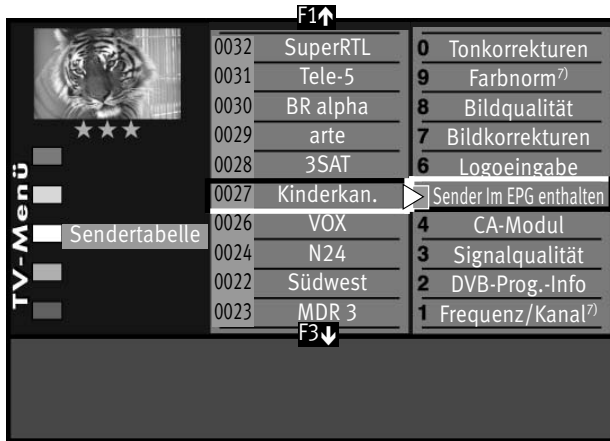 F1↑
TV-Menü
Sendertabelle
0032 SuperRTL
0031 Tele-5
0030 BR alpha
0029 arte
0028 3SAT
0027 Kinderkan.
0026 VOX
0024 N24
0022 Südwest
0023 MDR 3
F3↓
0 Tonkorrekturen
9 Farbnorm⁷⁾
8 Bildqualität
7 Bildkorrekturen
6 Logoeingabe
Sender Im EPG enthalten
4 CA-Modul
3 Signalqualität
2 DVB-Prog.-Info
1 Frequenz/Kanal⁷⁾